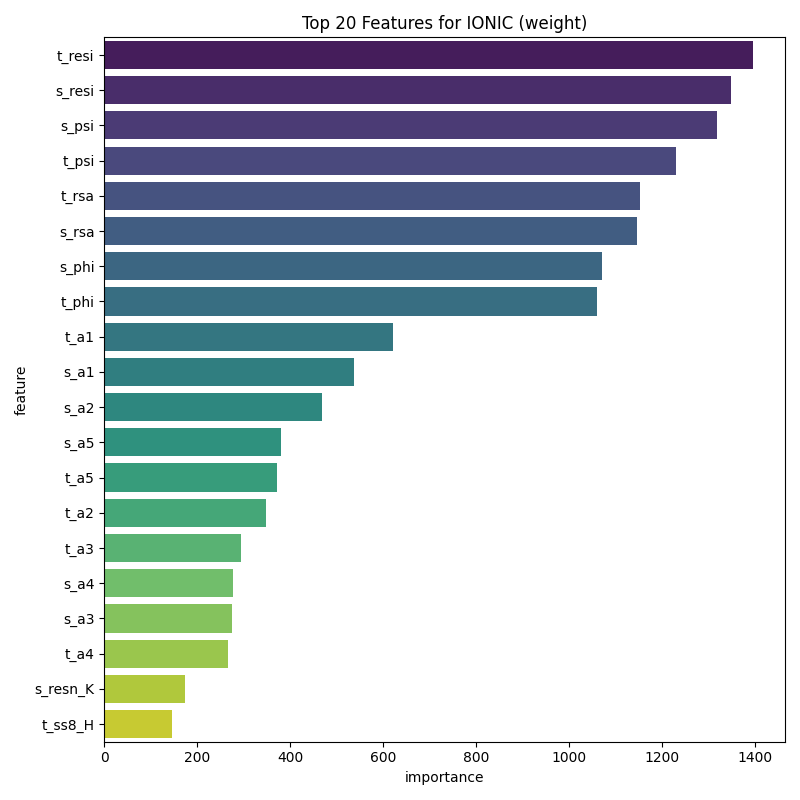 Top 20 Features for IONIC (weight)
t_resi
s_resi
s_psi
t_psi
t_rsa
s_rsa
s_phi
t_phi
t_a1
s_a1
s_a2
s_a5
t_a5
t_a2
t_a3
s_a4
s_a3
t_a4
s_resn_K
t_ss8_H
feature
0 200 400 600 800 1000 1200 1400
importance